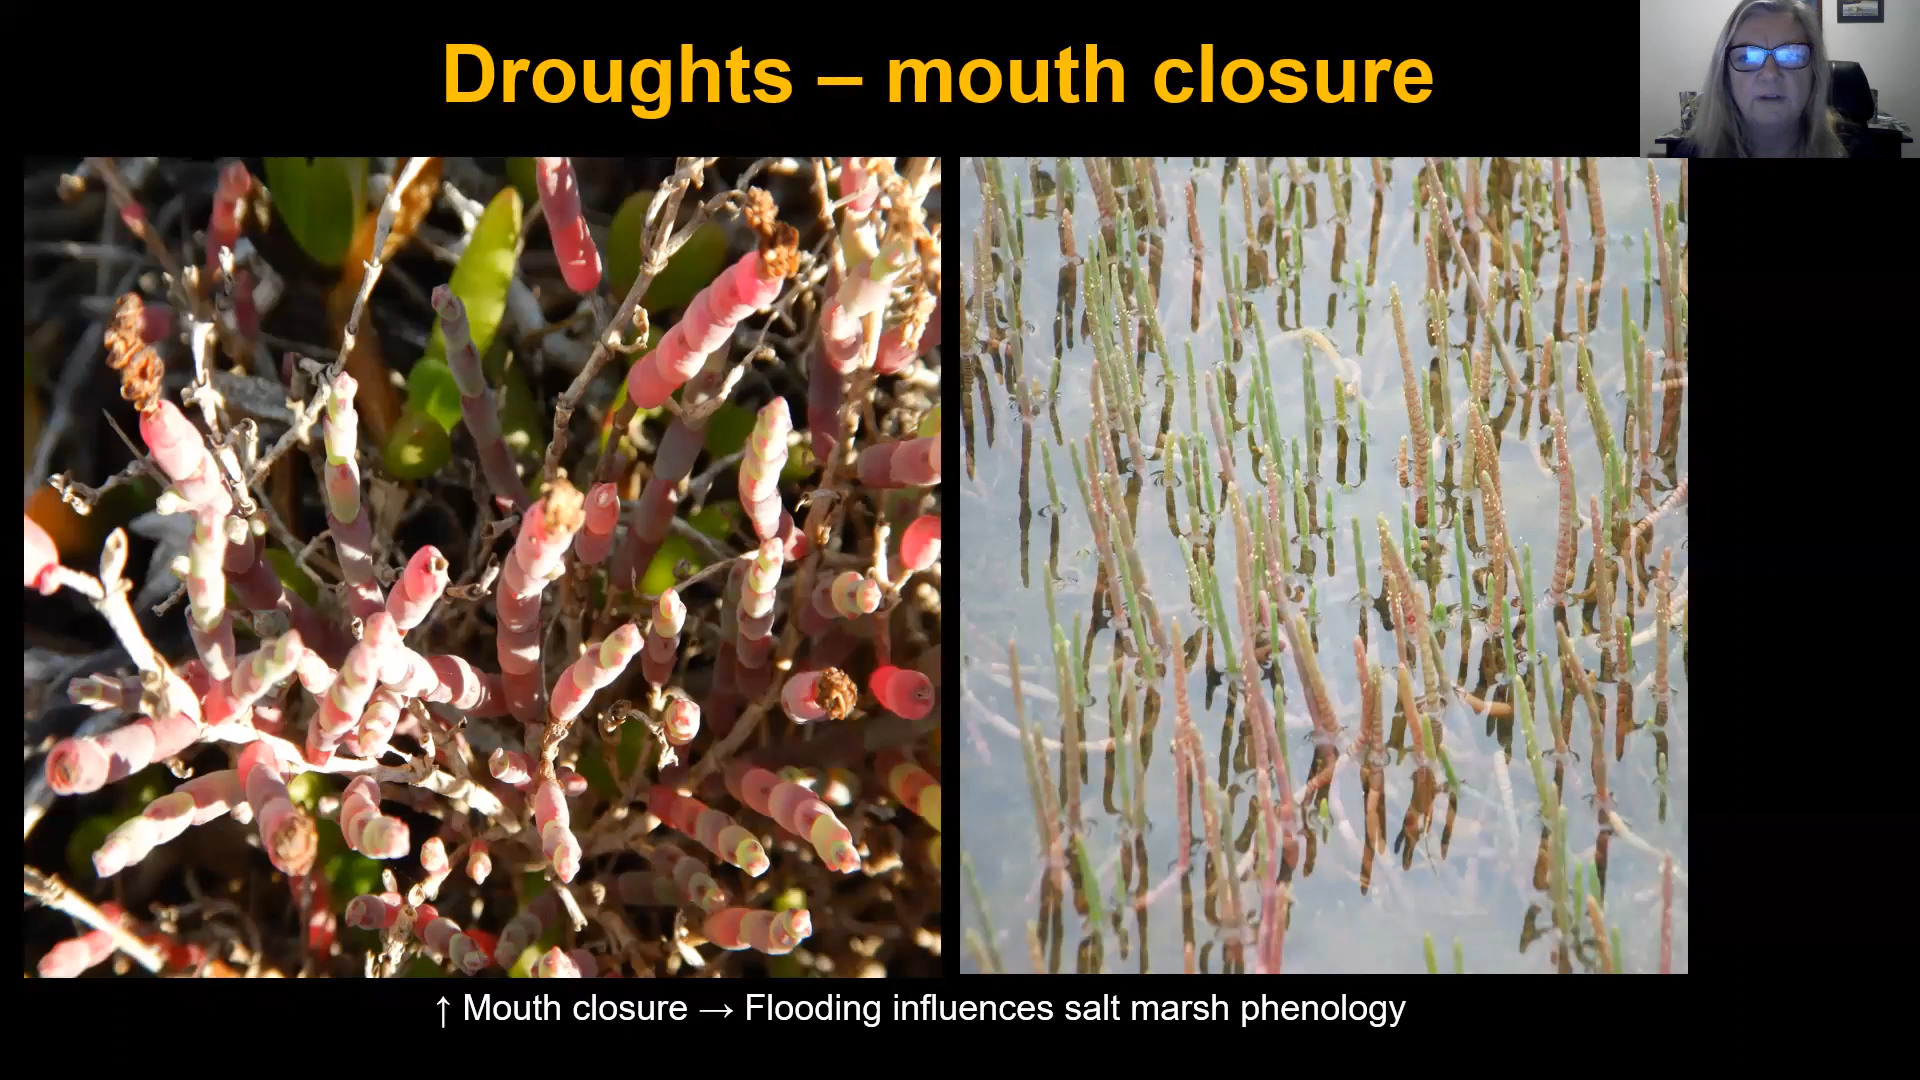 Droughts – mouth closure
↑ Mouth closure → Flooding influences salt marsh phenology